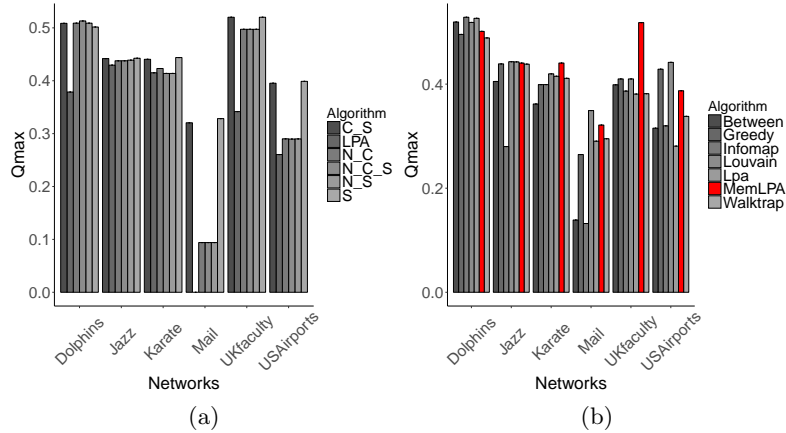 Qmax
0.5
0.4
0.3
0.2
0.1
0.0
Dolphins
Jazz
Karate
Mail
UKfaculty
USAirports
Networks
Algorithm
C_S
LPA
N_C
N_C_S
N_S
S
(a)
Qmax
0.4
0.2
0.0
Dolphins
Jazz
Karate
Mail
UKfaculty
USAirports
Networks
Algorithm
Between
Greedy
Infomap
Louvain
Lpa
MemLPA
Walktrap
(b)